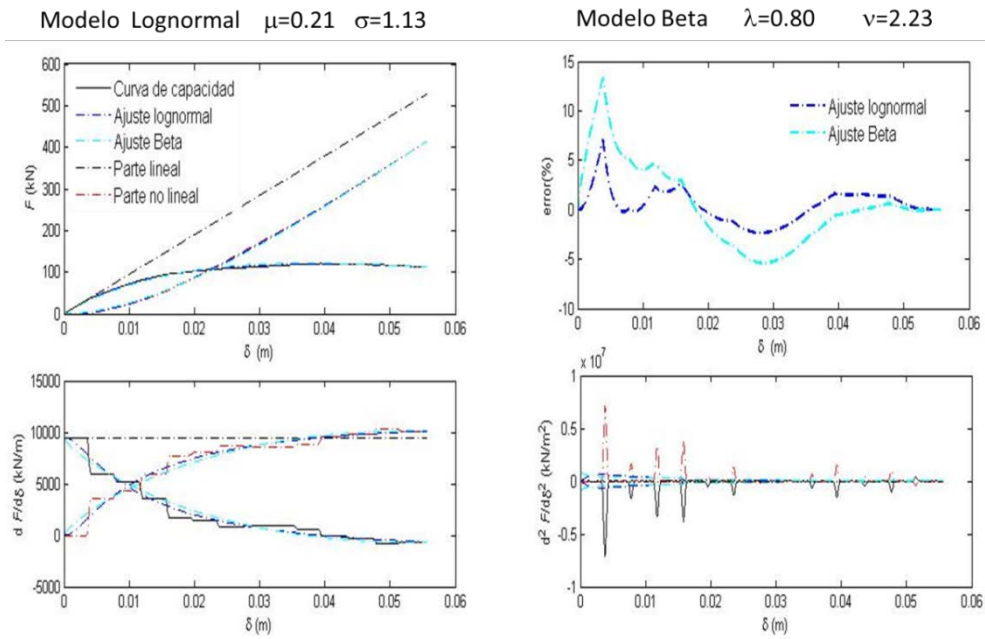 Modelo Lognormal μ=0.21 σ=1.13
Modelo Beta λ=0.80 ν=2.23
600
500
400
300
200
100
0
F (kN)
Curva de capacidad
Ajuste lognormal
Ajuste Beta
Parte lineal
Parte no lineal
0 0.01 0.02 0.03 0.04 0.05 0.06
δ (m)
15
10
5
0
-5
-10
error(%)
Ajuste lognormal
Ajuste Beta
0 0.01 0.02 0.03 0.04 0.05 0.06
δ (m)
15000
10000
5000
0
-5000
d F/dδ (kN/m)
0 0.01 0.02 0.03 0.04 0.05 0.06
δ (m)
x 10⁷
1
0.5
0
-0.5
-1
d² F/dδ² (kN/m²)
0 0.01 0.02 0.03 0.04 0.05 0.06
δ (m)